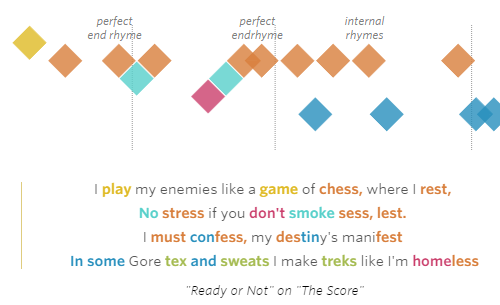 perfect end rhyme
perfect endrhyme
internal rhymes
I play my enemies like a game of chess, where I rest,
No stress if you don't smoke sess, lest.
I must confess, my destiny's manifest
In some Gore tex and sweats I make treks like I'm homeless
"Ready or Not" on "The Score"